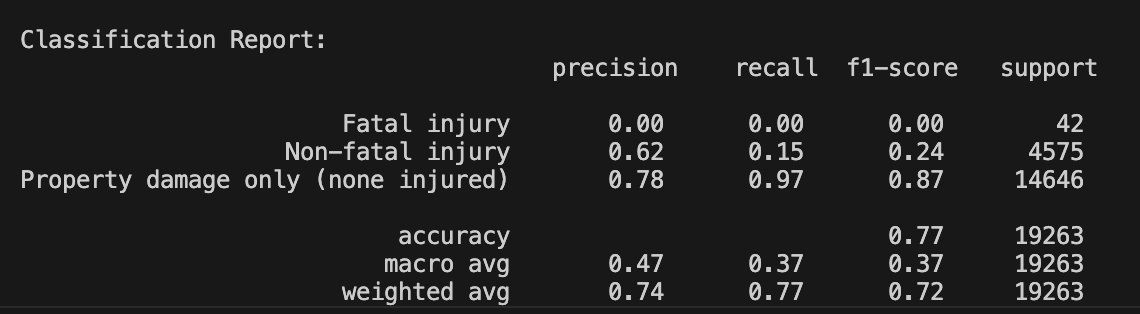 Classification Report:
precision recall f1-score support
Fatal injury 0.00 0.00 0.00 42
Non-fatal injury 0.62 0.15 0.24 4575
Property damage only (none injured) 0.78 0.97 0.87 14646
accuracy 0.77 19263
macro avg 0.47 0.37 0.37 19263
weighted avg 0.74 0.77 0.72 19263